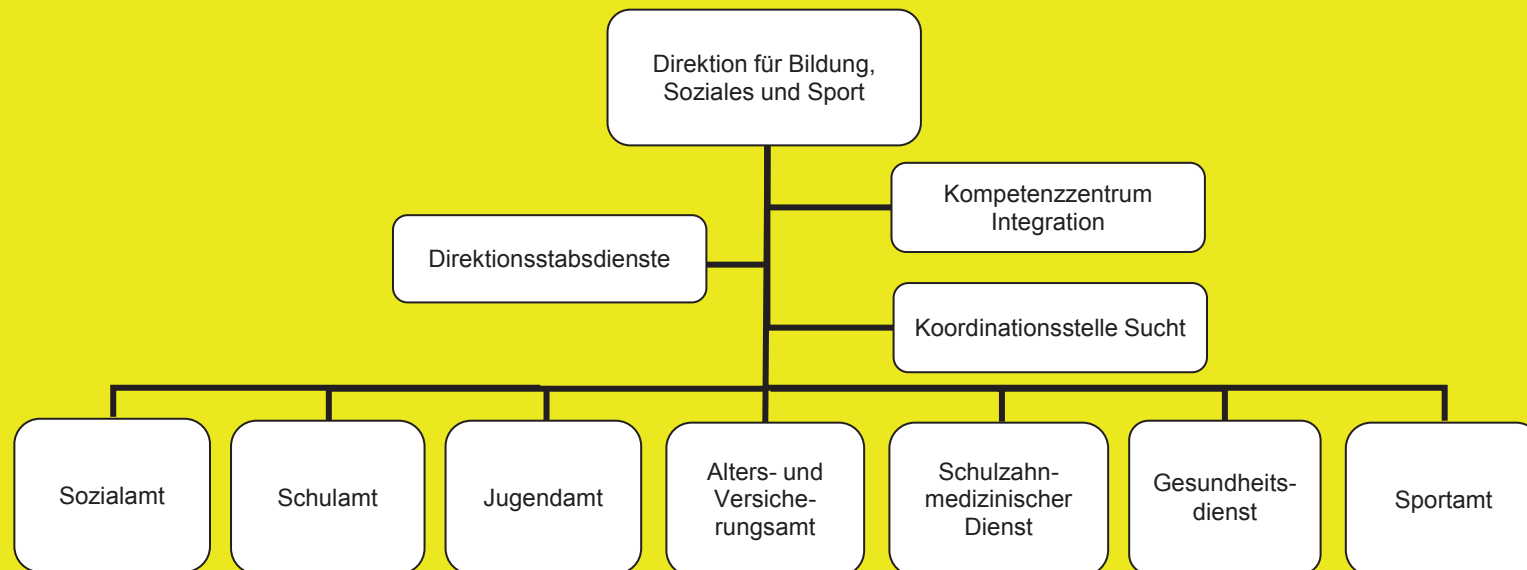 Direktion für Bildung,
Soziales und Sport
Kompetenzzentrum
Integration
Direktionsstabsdienste
Koordinationsstelle Sucht
Sozialamt
Schulamt
Jugendamt
Alters- und
Versiche-
rungsamt
Schulzahn-
medizinischer
Dienst
Gesundheits-
dienst
Sportamt